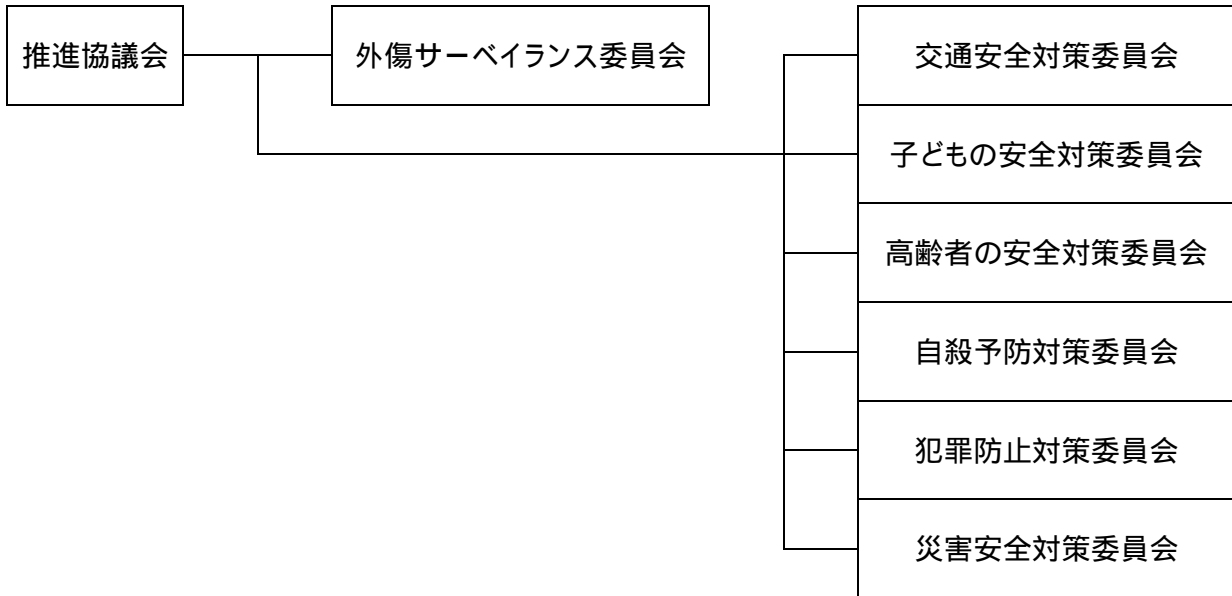 推進協議会
外傷サーベイランス委員会
交通安全対策委員会
子どもの安全対策委員会
高齢者の安全対策委員会
自殺予防対策委員会
犯罪防止対策委員会
災害安全対策委員会